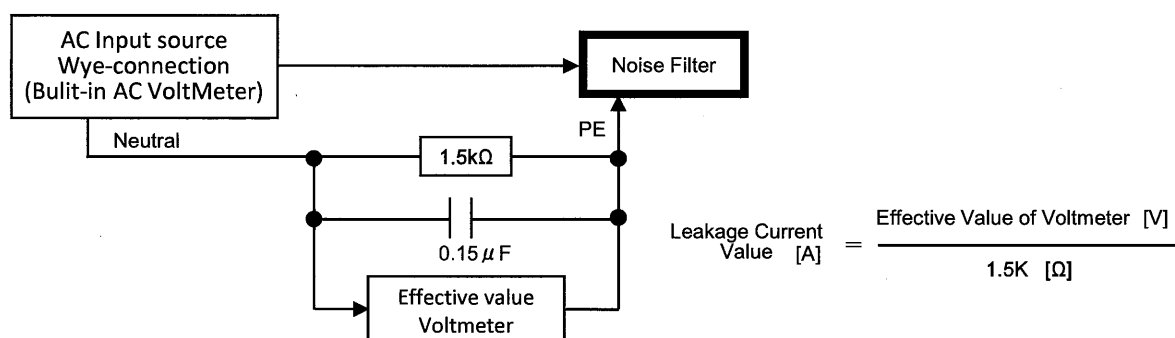 AC Input source
Wye-connection
(Bulit-in AC VoltMeter)
Noise Filter
PE
Neutral
1.5kΩ
0.15μF
Effective value
Voltmeter
Leakage Current
Value [A]
=
Effective Value of Voltmeter [V]
1.5K [Ω]